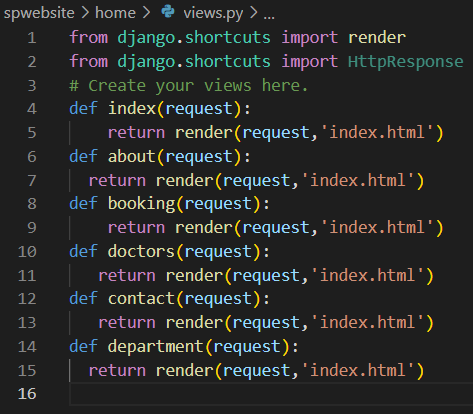 spwebsite > home > views.py > ...
1 from django.shortcuts import render
2 from django.shortcuts import HttpResponse
3 # Create your views here.
4 def index(request):
5     return render(request,'index.html')
6 def about(request):
7   return render(request,'index.html')
8 def booking(request):
9     return render(request,'index.html')
10 def doctors(request):
11    return render(request,'index.html')
12 def contact(request):
13    return render(request,'index.html')
14 def department(request):
15   return render(request,'index.html')
16